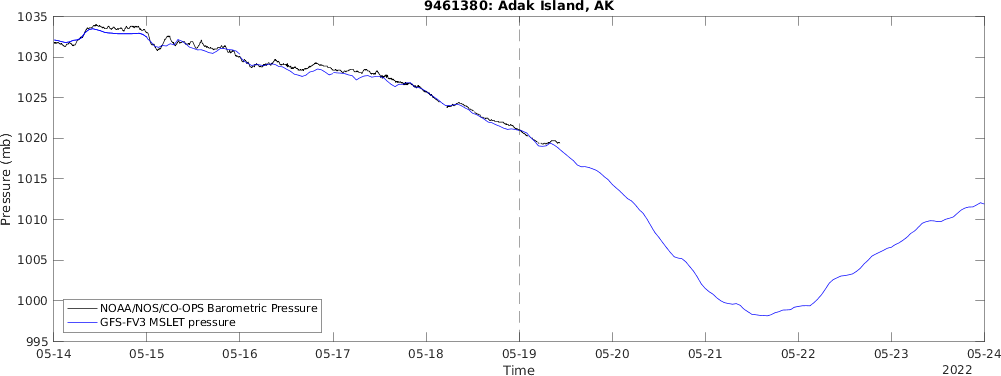 9461380: Adak Island, AK
Pressure (mb)
1035
1030
1025
1020
1015
1010
1005
1000
995
NOAA/NOS/CO-OPS Barometric Pressure
GFS-FV3 MSLET pressure
05-14 05-15 05-16 05-17 05-18 05-19 05-20 05-21 05-22 05-23 05-24
Time
2022